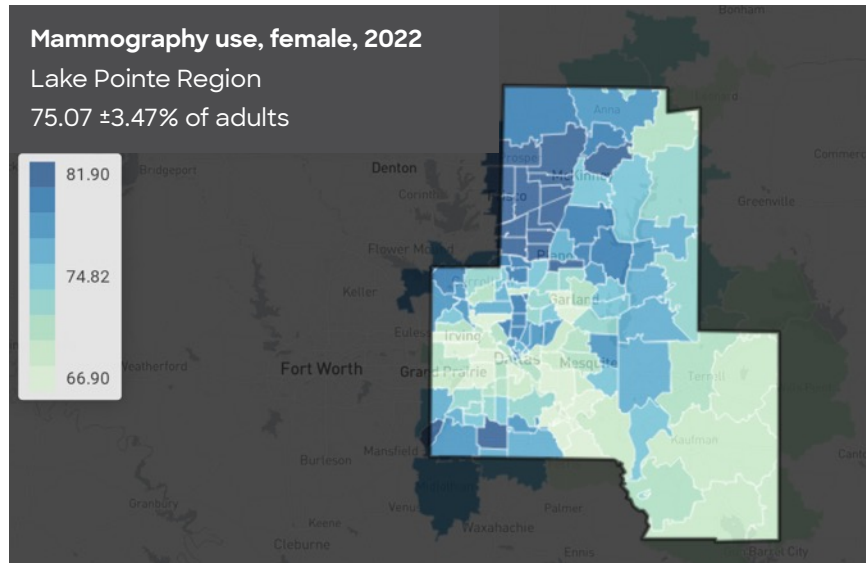 Mammography use, female, 2022
Lake Pointe Region
75.07 ±3.47% of adults
81.90
74.82
66.90
Bonham
Anna
Bridgeport
Denton
Commerc
McKinney
Corinth
Greenville
Flower Mound
Plano
Keller
Garland
Irving
Dallas
Mesquite
Weatherford
Fort Worth
Grand Prairie
Terrell
Kaufman
Mansfield
Burleson
Granbury
Venus
Palmer
Waxahachie
Keene
Cleburne
Ennis